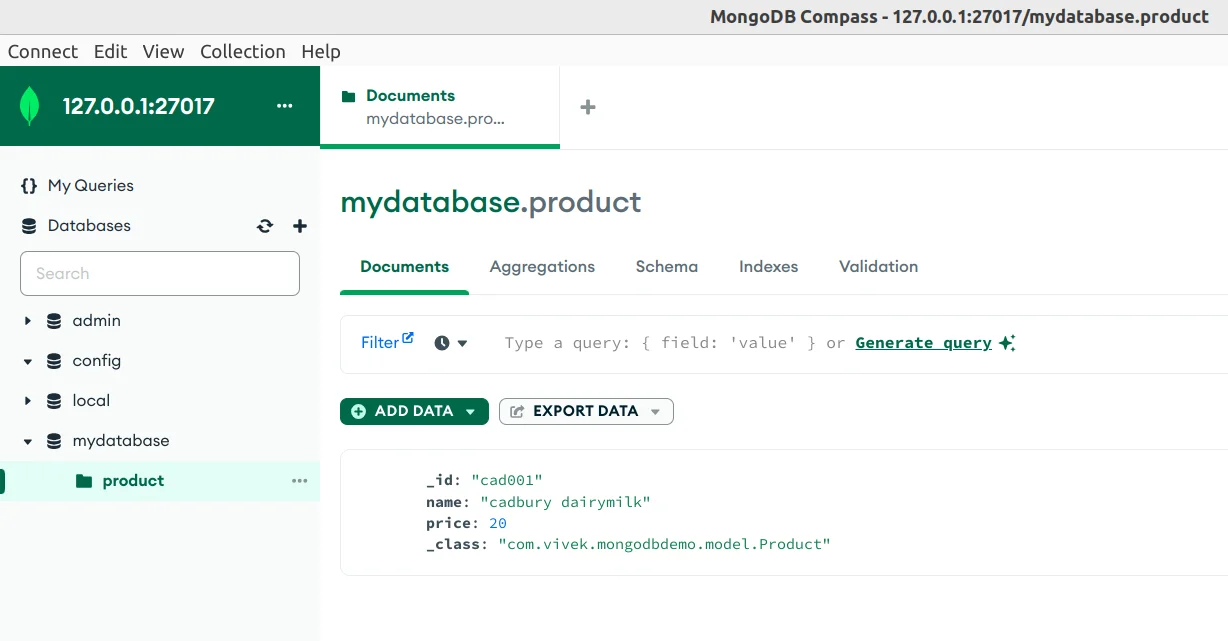 MongoDB Compass - 127.0.0.1:27017/mydatabase.product
Connect Edit View Collection Help
127.0.0.1:27017
My Queries
Databases
Search
admin
config
local
mydatabase
product
Documents
mydatabase.pro...
mydatabase.product
Documents Aggregations Schema Indexes Validation
Filter Type a query: { field: 'value' } or Generate query
ADD DATA EXPORT DATA
_id: "cad001"
name: "cadbury dairymilk"
price: 20
_class: "com.vivek.mongodbdemo.model.Product"